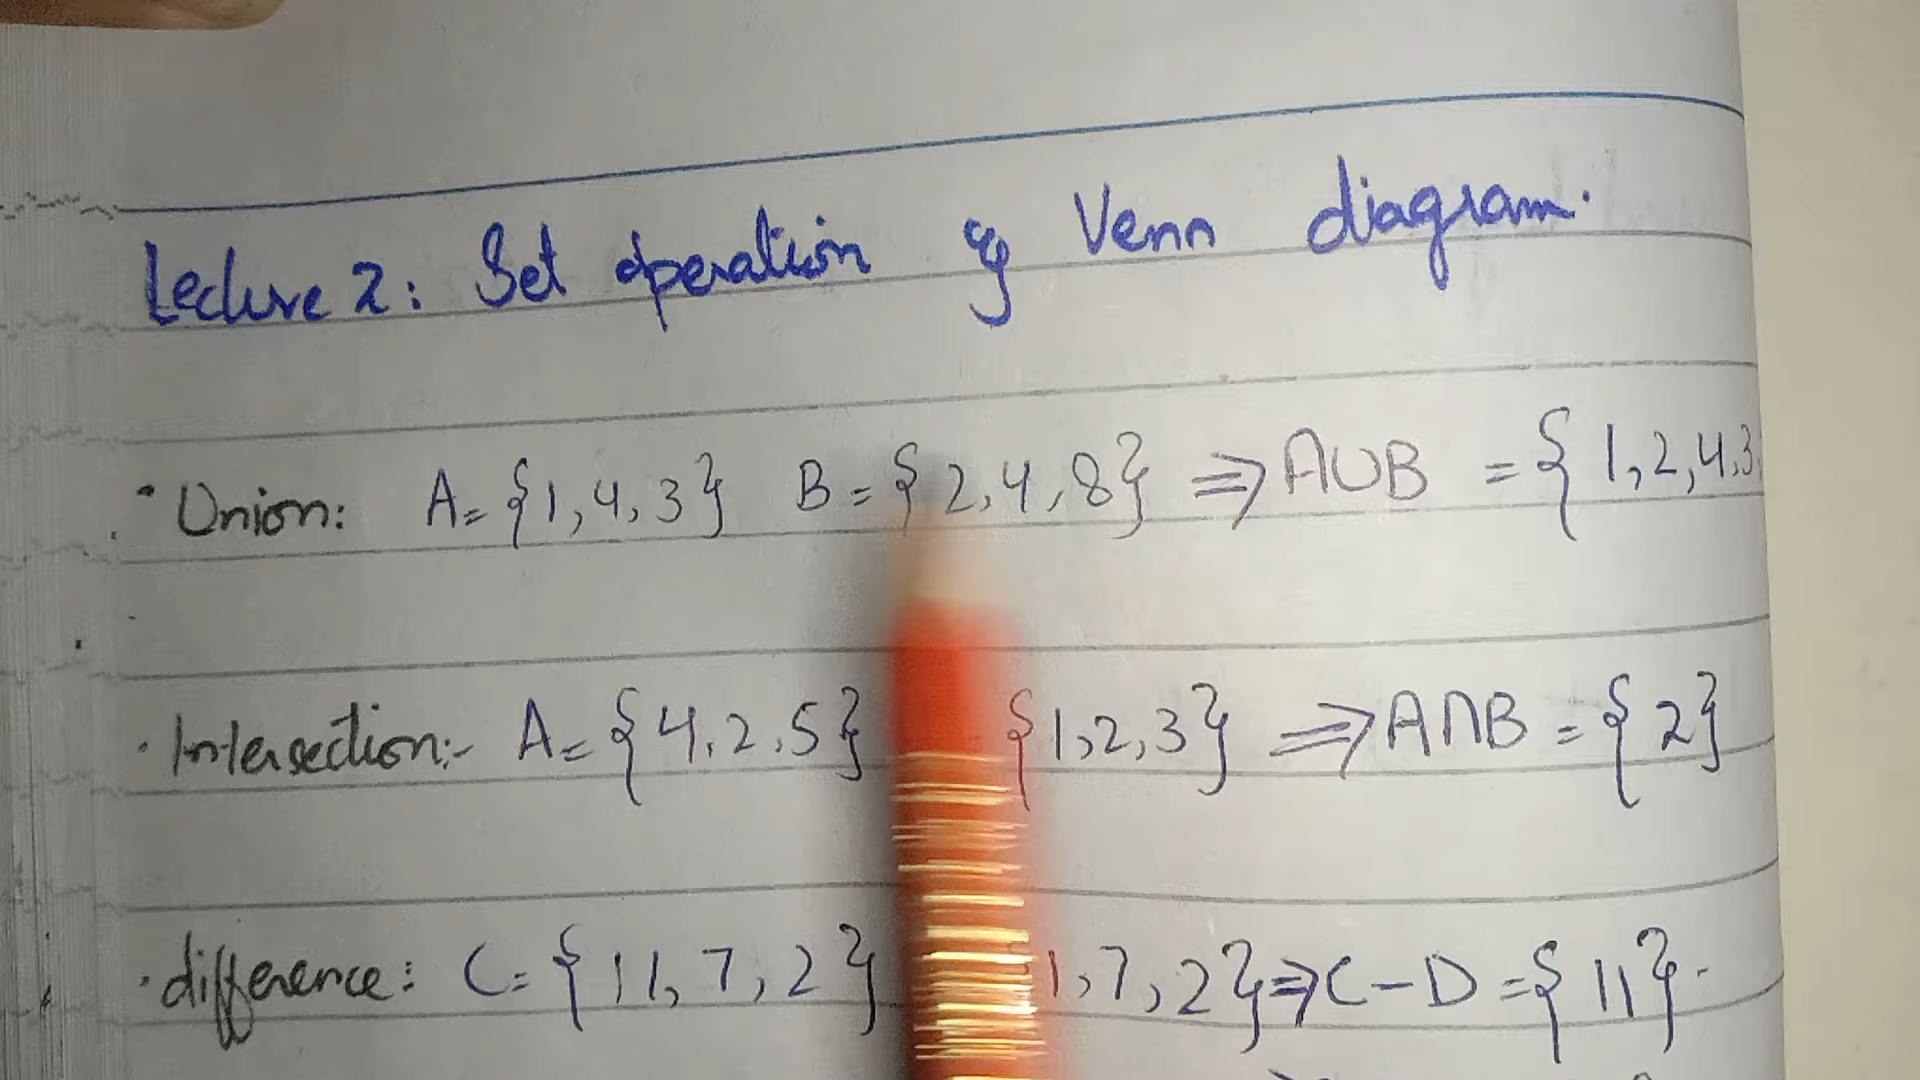 Lecture 2: Set operation & Venn diagram.
• Union: A = {1, 4, 3} B = {2, 4, 8} ⇒ A∪B = {1, 2, 4, 3
• Intersection:- A = {4, 2, 5} = {1, 2, 3} ⇒ A∩B = {2}
• difference: C = {11, 7, 2} 1, 7, 2} ⇒ C - D = {11}.